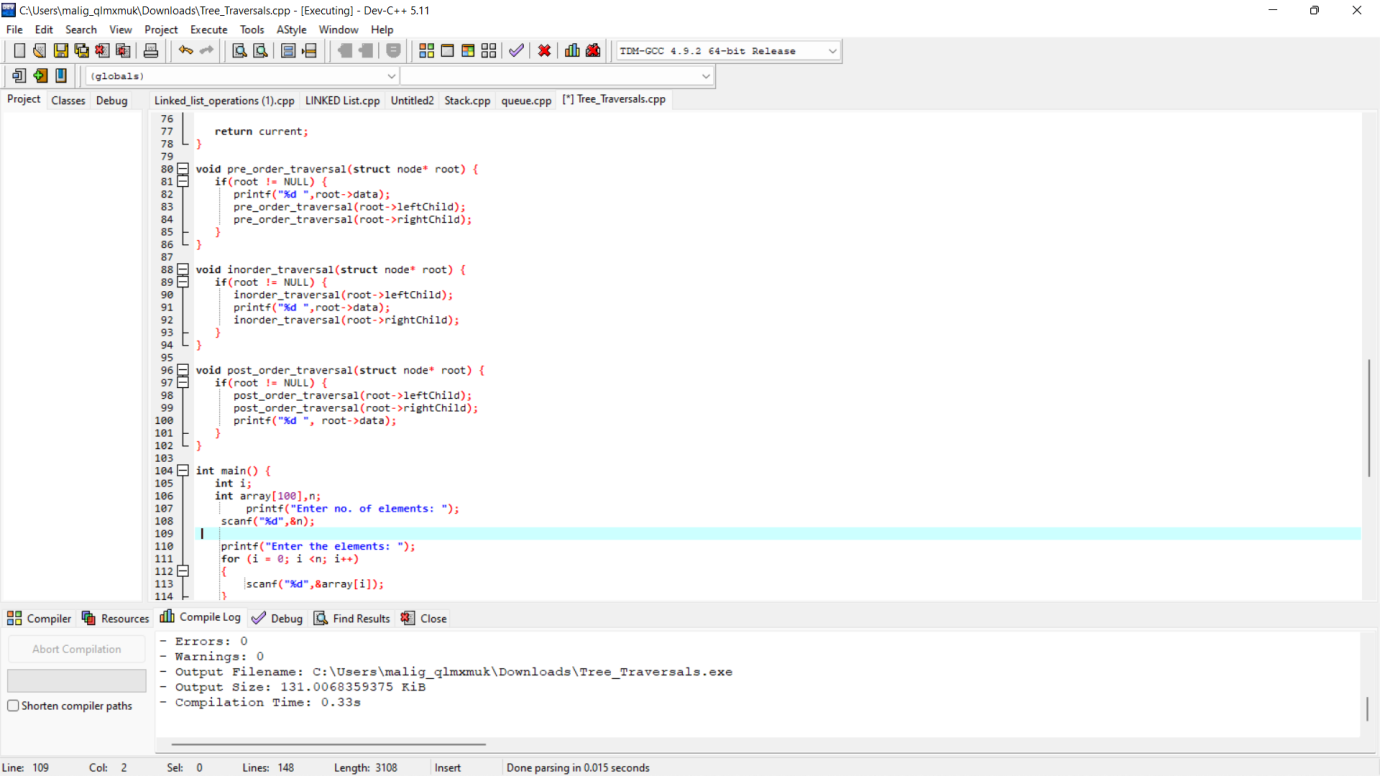 C:\Users\malig_qlmxmuk\Downloads\Tree_Traversals.cpp - [Executing] - Dev-C++ 5.11
File Edit Search View Project Execute Tools AStyle Window Help
TDM-GCC 4.9.2 64-bit Release
(globals)
Project Classes Debug Linked_list_operations (1).cpp LINKED List.cpp Untitled2 Stack.cpp queue.cpp [*] Tree_Traversals.cpp
76
77 return current;
78 }
79
80 void pre_order_traversal(struct node* root) {
81 if(root != NULL) {
82 printf("%d ",root->data);
83 pre_order_traversal(root->leftChild);
84 pre_order_traversal(root->rightChild);
85 }
86 }
87
88 void inorder_traversal(struct node* root) {
89 if(root != NULL) {
90 inorder_traversal(root->leftChild);
91 printf("%d ",root->data);
92 inorder_traversal(root->rightChild);
93 }
94 }
95
96 void post_order_traversal(struct node* root) {
97 if(root != NULL) {
98 post_order_traversal(root->leftChild);
99 post_order_traversal(root->rightChild);
100 printf("%d ", root->data);
101 }
102 }
103
104 int main() {
105 int i;
106 int array[100],n;
107 printf("Enter no. of elements: ");
108 scanf("%d",&n);
109
110 printf("Enter the elements: ");
111 for (i = 0; i <n; i++)
112 {
113 scanf("%d",&array[i]);
114 }
Compiler Resources Compile Log Debug Find Results Close
Abort Compilation
Shorten compiler paths
- Errors: 0
- Warnings: 0
- Output Filename: C:\Users\malig_qlmxmuk\Downloads\Tree_Traversals.exe
- Output Size: 131.0068359375 KiB
- Compilation Time: 0.33s
Line: 109 Col: 2 Sel: 0 Lines: 148 Length: 3108 Insert Done parsing in 0.015 seconds